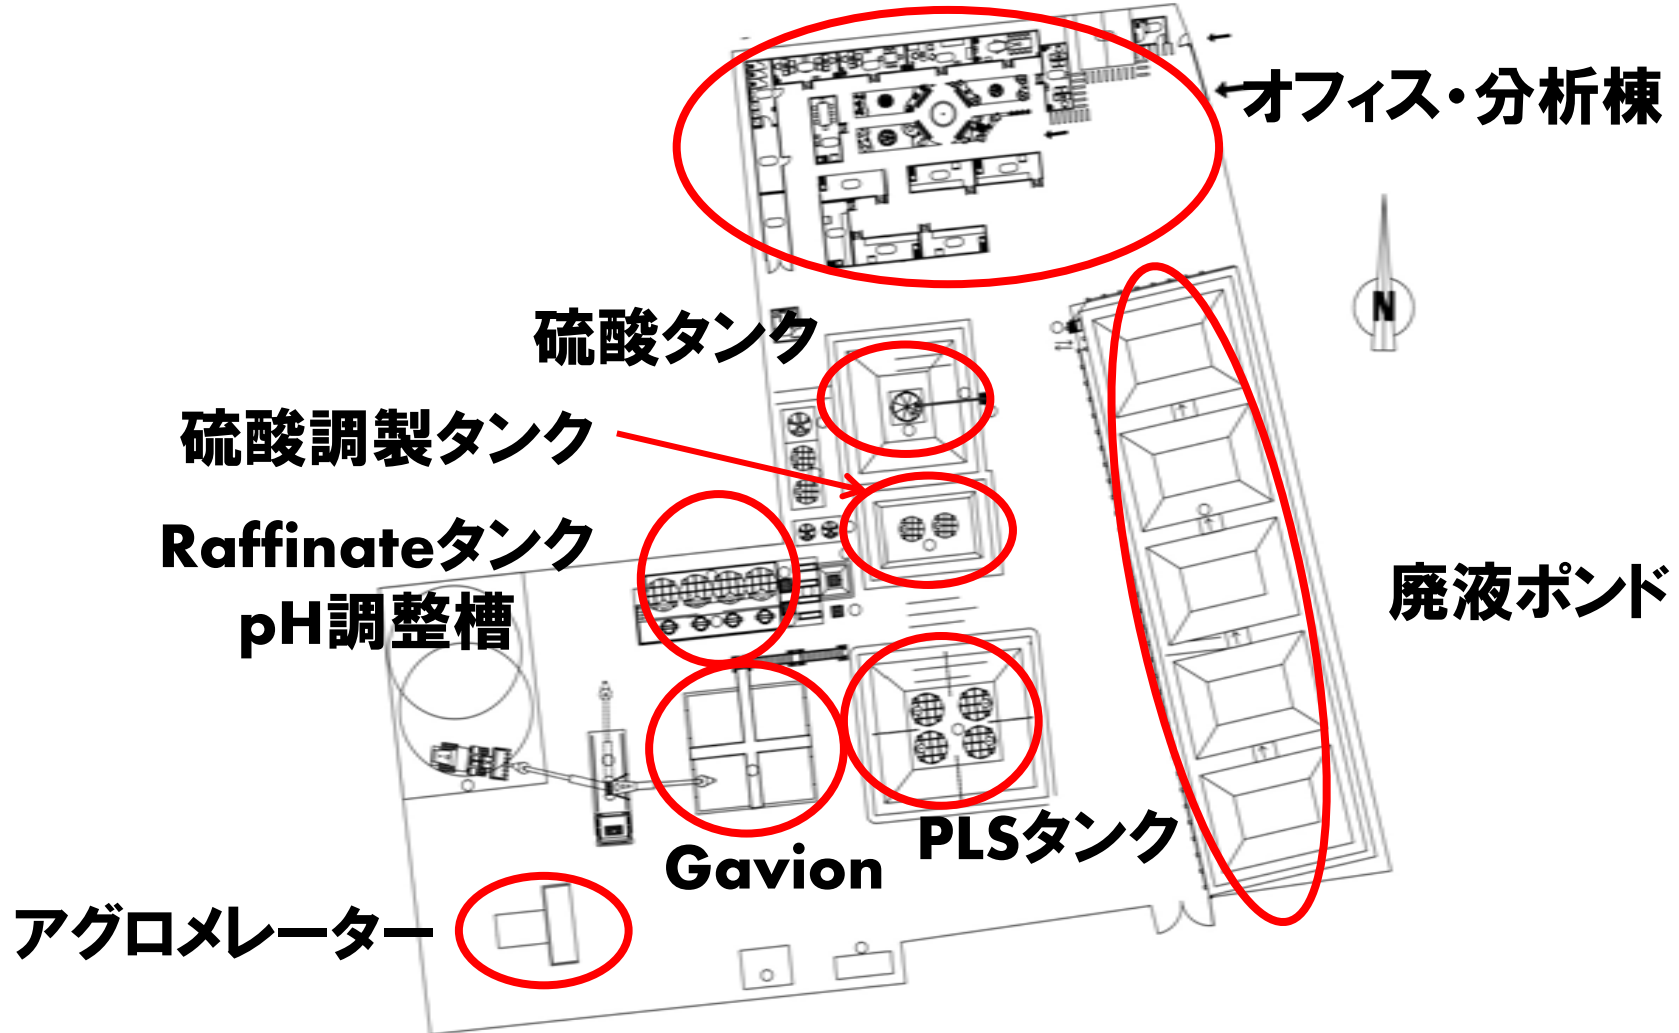 オフィス・分析棟
N
硫酸タンク
硫酸調製タンク
Raffinateタンク
pH調整槽
廃液ポンド
PLSタンク
Gavion
アグロメレーター